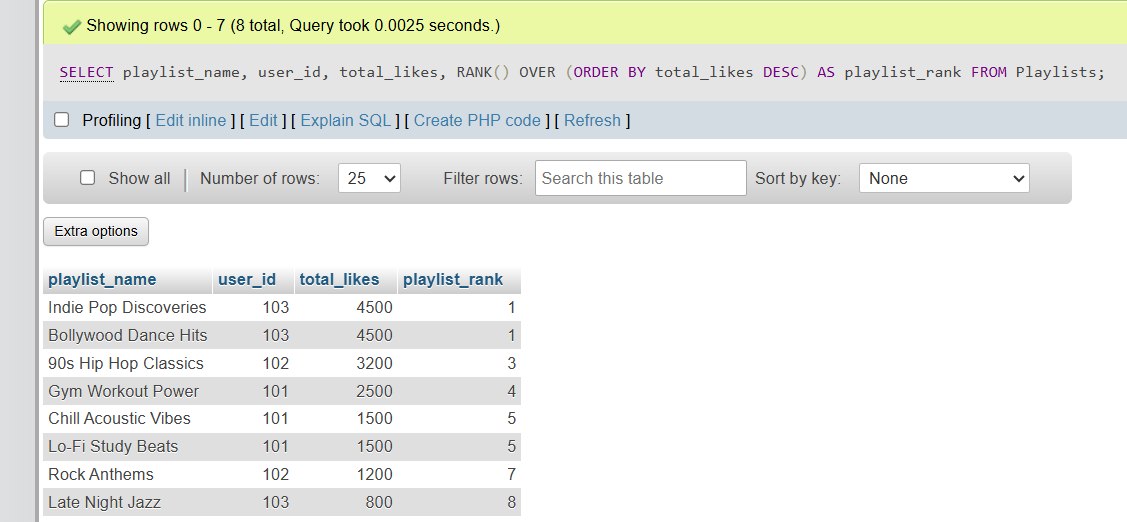 Showing rows 0 - 7 (8 total, Query took 0.0025 seconds.)
SELECT playlist_name, user_id, total_likes, RANK() OVER (ORDER BY total_likes DESC) AS playlist_rank FROM Playlists;
Profiling [ Edit inline ] [ Edit ] [ Explain SQL ] [ Create PHP code ] [ Refresh ]
Show all | Number of rows: 25 Filter rows: Search this table Sort by key: None
Extra options
playlist_name user_id total_likes playlist_rank
Indie Pop Discoveries 103 4500 1
Bollywood Dance Hits 103 4500 1
90s Hip Hop Classics 102 3200 3
Gym Workout Power 101 2500 4
Chill Acoustic Vibes 101 1500 5
Lo-Fi Study Beats 101 1500 5
Rock Anthems 102 1200 7
Late Night Jazz 103 800 8